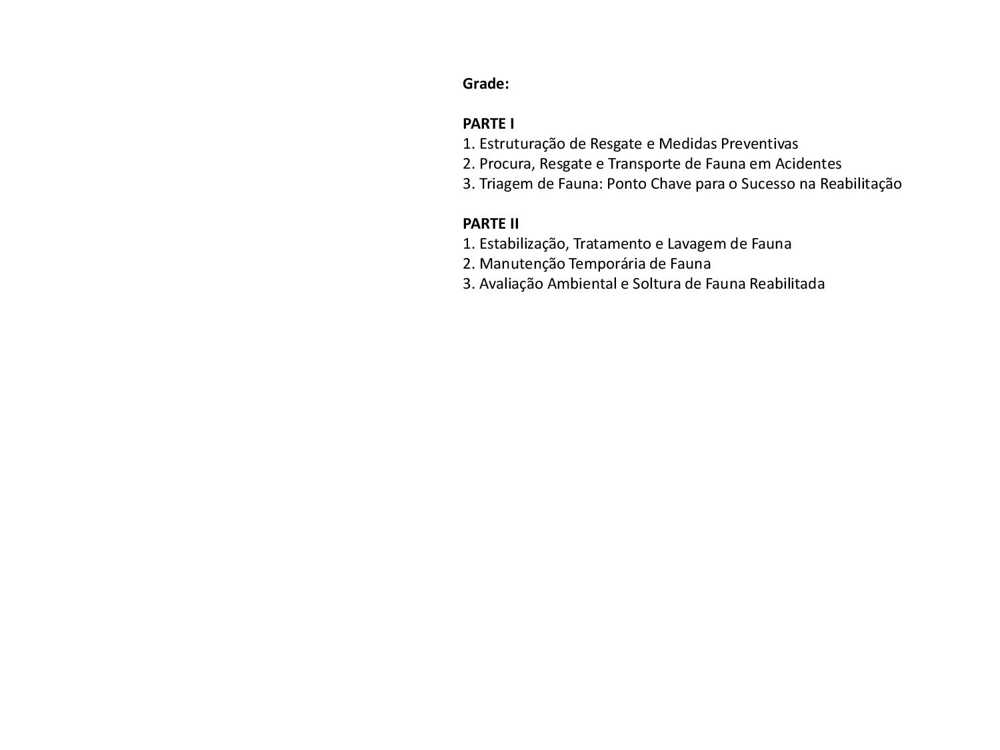 Grade:
PARTE I
1. Estruturação de Resgate e Medidas Preventivas
2. Procura, Resgate e Transporte de Fauna em Acidentes
3. Triagem de Fauna: Ponto Chave para o Sucesso na Reabilitação
PARTE II
1. Estabilização, Tratamento e Lavagem de Fauna
2. Manutenção Temporária de Fauna
3. Avaliação Ambiental e Soltura de Fauna Reabilitada